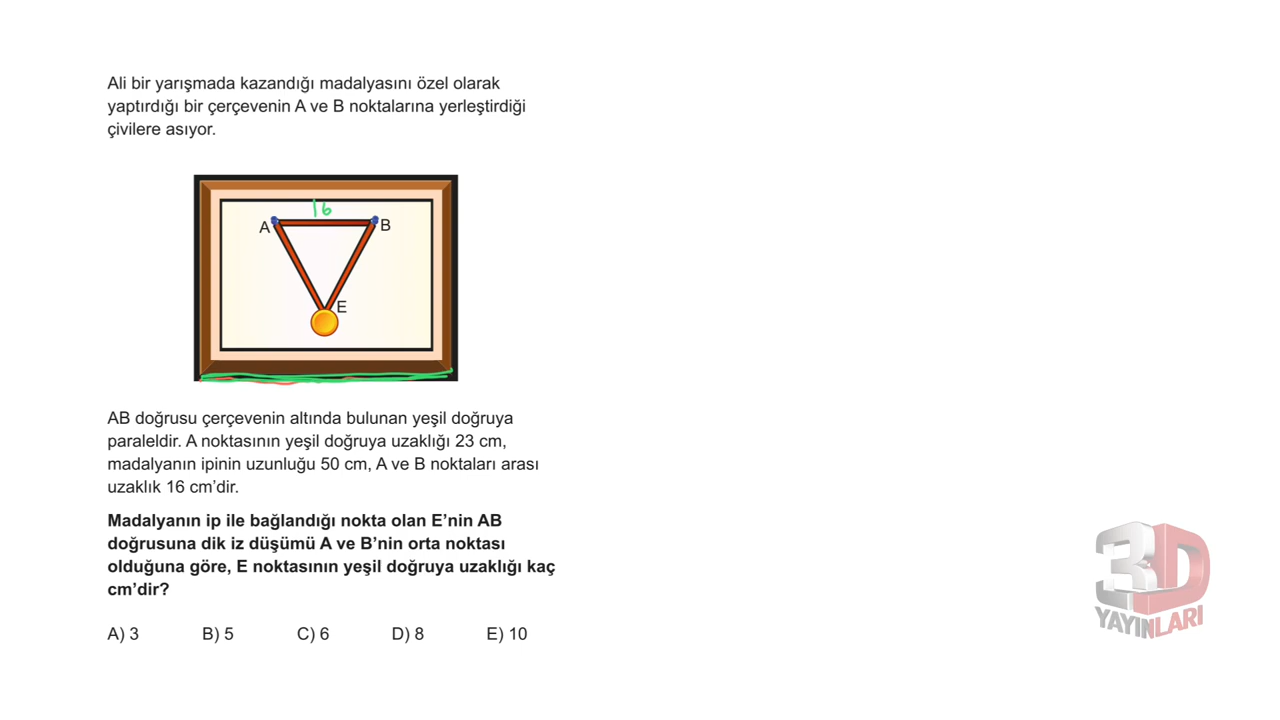 Ali bir yarışmada kazandığı madalyasını özel olarak
yaptırdığı bir çerçevenin A ve B noktalarına yerleştirdiği
çivilere asıyor.
16
A
B
E
AB doğrusu çerçevenin altında bulunan yeşil doğruya
paraleldir. A noktasının yeşil doğruya uzaklığı 23 cm,
madalyanın ipinin uzunluğu 50 cm, A ve B noktaları arası
uzaklık 16 cm’dir.
Madalyanın ip ile bağlandığı nokta olan E’nin AB
doğrusuna dik iz düşümü A ve B’nin orta noktası
olduğuna göre, E noktasının yeşil doğruya uzaklığı kaç
cm’dir?
A) 3 B) 5 C) 6 D) 8 E) 10
3D
YAYINLARI